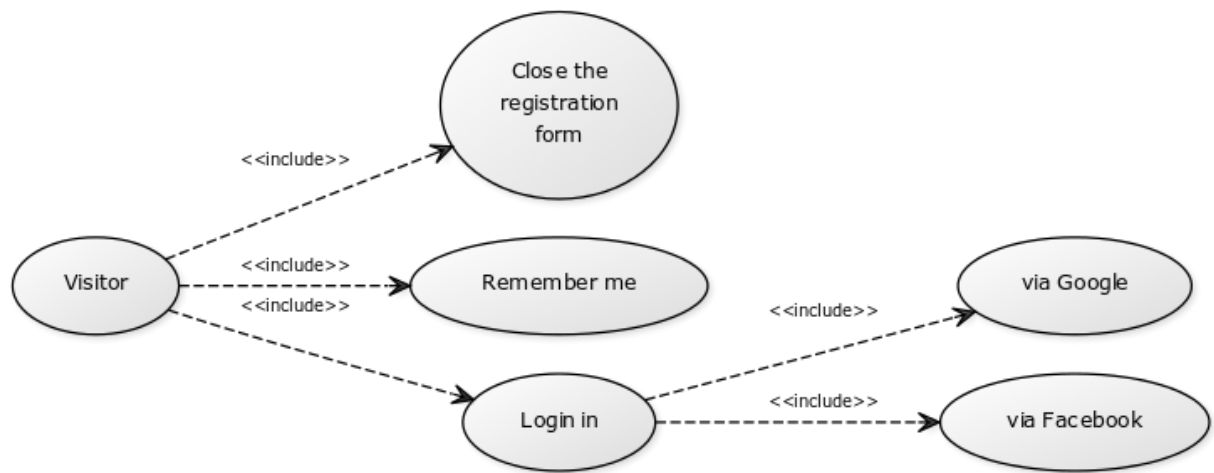 Close the
registration
form
<<include>>
Visitor
<<include>>
Remember me
<<include>>
via Google
<<include>>
Login in
<<include>>
via Facebook